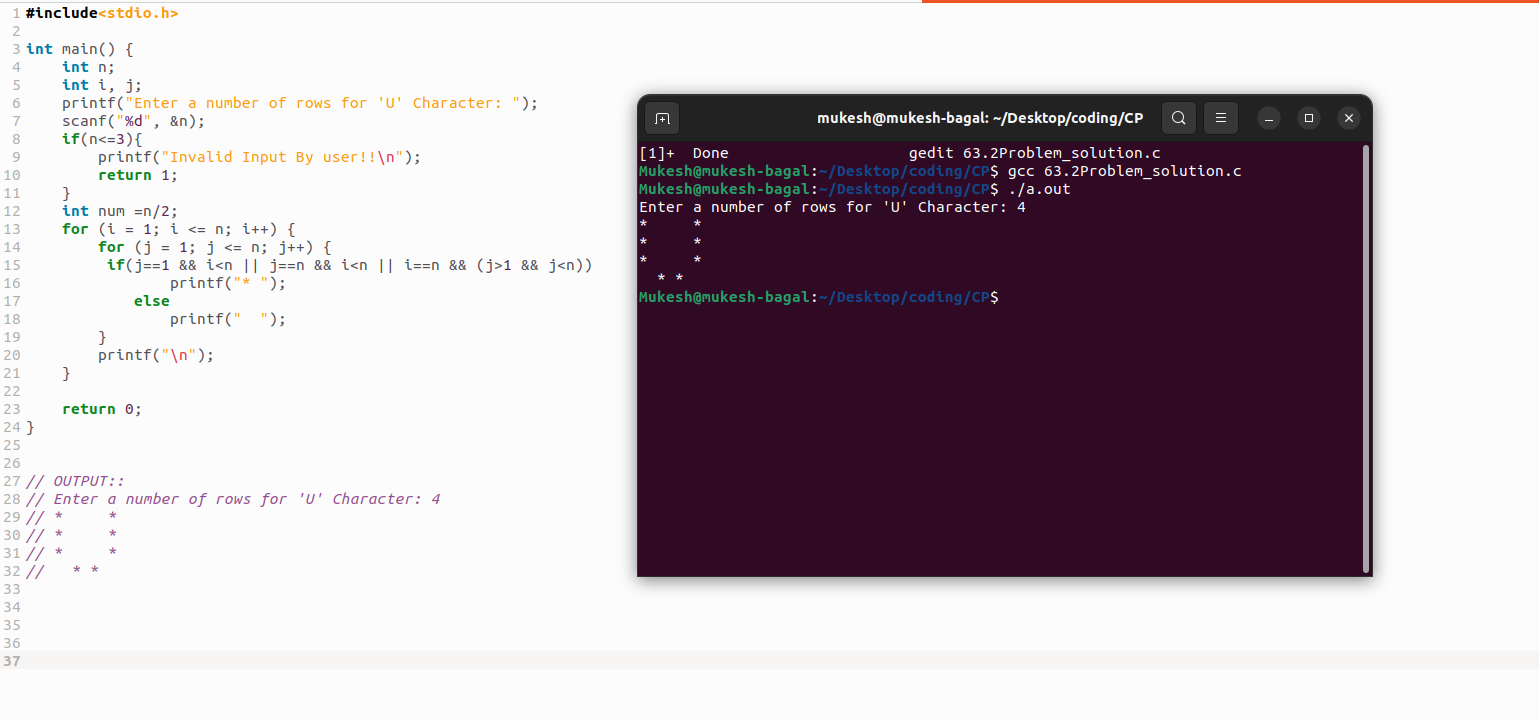 1 #include<stdio.h>
2
3 int main() {
4     int n;
5     int i, j;
6     printf("Enter a number of rows for 'U' Character: ");
7     scanf("%d", &n);
8     if(n<=3){
9         printf("Invalid Input By user!!\n");
10         return 1;
11     }
12     int num =n/2;
13     for (i = 1; i <= n; i++) {
14         for (j = 1; j <= n; j++) {
15          if(j==1 && i<n || j==n && i<n || i==n && (j>1 && j<n))
16                 printf("* ");
17             else
18                 printf("  ");
19         }
20         printf("\n");
21     }
22
23     return 0;
24 }
25
26
27 // OUTPUT::
28 // Enter a number of rows for 'U' Character: 4
29 // *     *
30 // *     *
31 // *     *
32 //   * *
33
34
35
36
37
mukesh@mukesh-bagal: ~/Desktop/coding/CP
[1]+  Done                    gedit 63.2Problem_solution.c
Mukesh@mukesh-bagal:~/Desktop/coding/CP$ gcc 63.2Problem_solution.c
Mukesh@mukesh-bagal:~/Desktop/coding/CP$ ./a.out
Enter a number of rows for 'U' Character: 4
*     *
*     *
*     *
  * *
Mukesh@mukesh-bagal:~/Desktop/coding/CP$